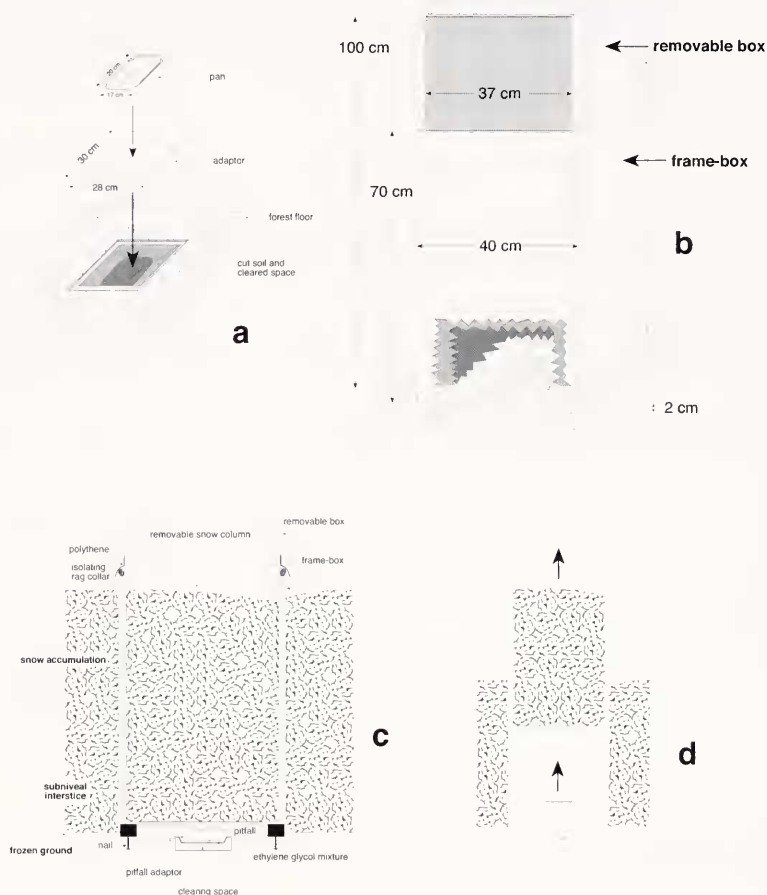 20 cm
17 cm
pan
30 cm
adaptor
28 cm
forest floor
cut soil and
cleared space
a
100 cm
removable box
37 cm
frame-box
70 cm
40 cm
b
2 cm
removable box
removable snow column
polythene
frame-box
isolating
rag collar
snow accumulation
c
subniveal
interstice
pitfall
frozen ground
nail
ethylene glycol mixture
pitfall adaptor
clearing space
d